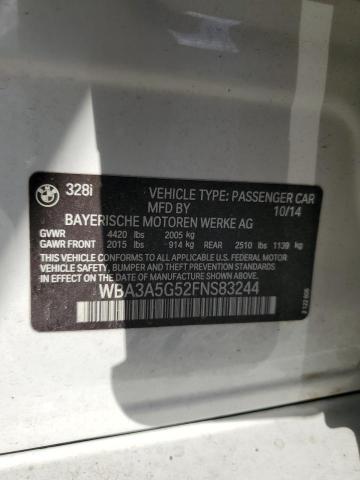 BMW
328i
VEHICLE TYPE: PASSENGER CAR
MFD BY 10/14
BAYERISCHE MOTOREN WERKE AG
GVWR 4420 lbs 2005 kg
GAWR FRONT 2015 lbs -914 kg REAR 2510 lbs 1139 kg
THIS VEHICLE CONFORMS TO ALL APPLICABLE U.S. FEDERAL MOTOR
VEHICLE SAFETY, BUMPER AND THEFT PREVENTION STANDARDS
IN EFFECT ON THE DATE OF MANUFACTURE SHOWN ABOVE.
WBA3A5G52FNS83244